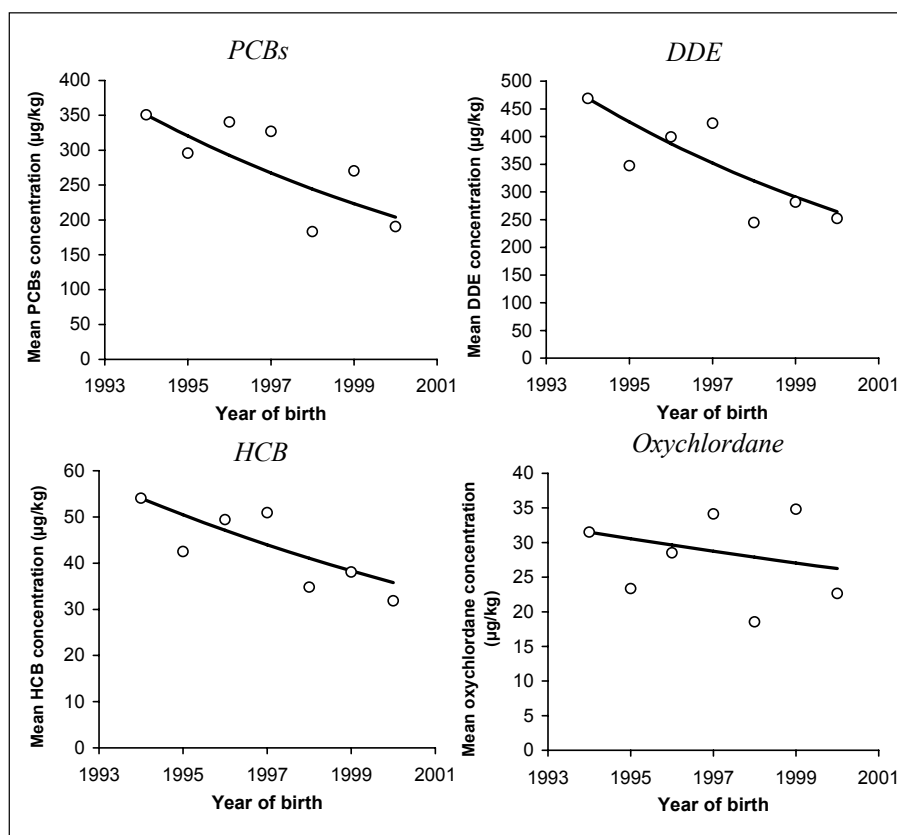 PCBs
Mean PCBs concentration (µg/kg)
400
350
300
250
200
150
100
50
0
1993 1995 1997 1999 2001
Year of birth
DDE
Mean DDE concentration (µg/kg)
500
450
400
350
300
250
200
150
100
50
0
1993 1995 1997 1999 2001
Year of birth
HCB
Mean HCB concentration (µg/kg)
60
50
40
30
20
10
0
1993 1995 1997 1999 2001
Year of birth
Oxychlordane
Mean oxychlordane concentration
(µg/kg)
40
35
30
25
20
15
10
5
0
1993 1995 1997 1999 2001
Year of birth